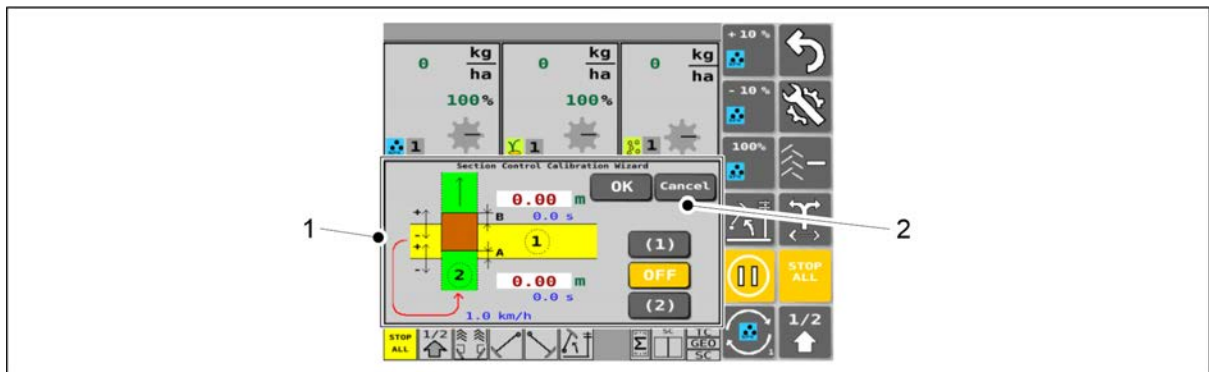 0 kg
ha
0 kg
ha
0 kg
ha
100%
100%
1
1
1
Section Control Calibration Wizard
0.00 m
OK
Cancel
+
-
B
0.0 s
1
1
2
+
-
A
(1)
OFF
2
0.00 m
0.0 s
(2)
1.0 km/h
STOP
ALL
1/2
Σ
SC
TC
GEO
SC
+ 10 %
- 10 %
100%
STOP
ALL
1
1/2